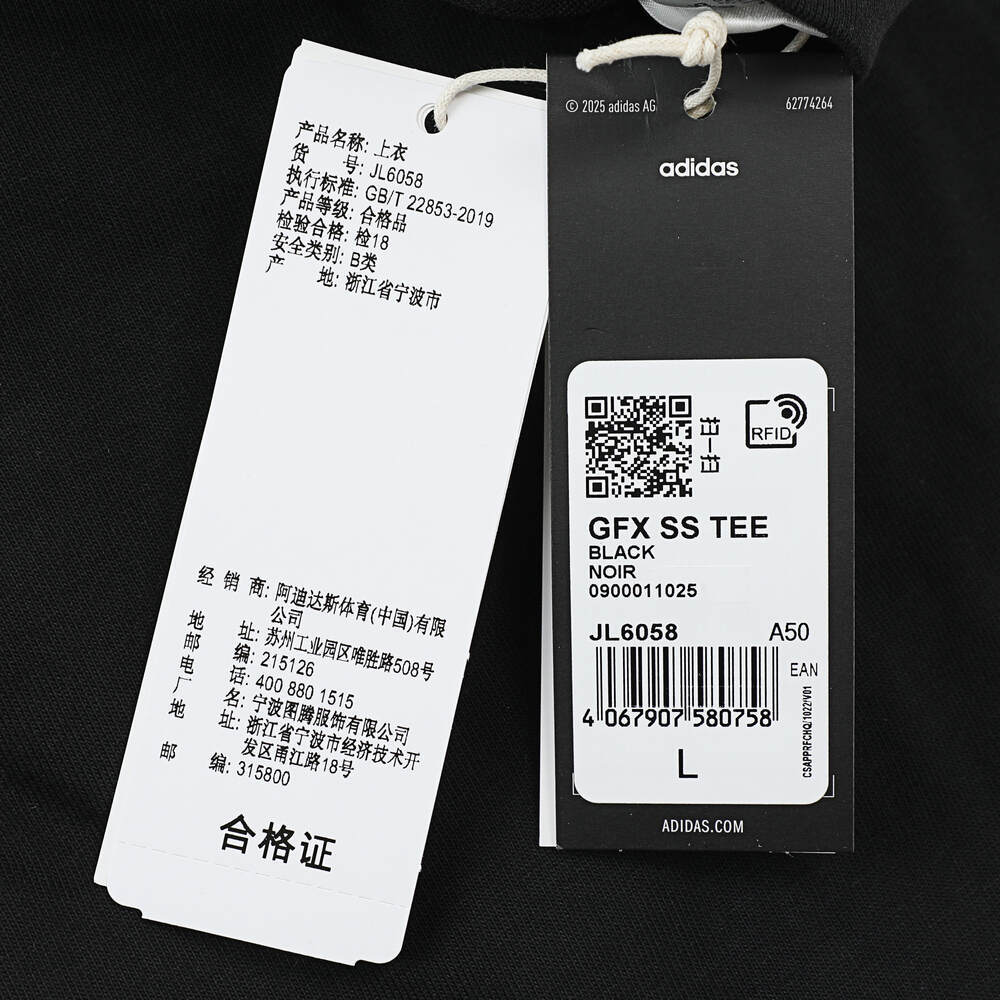 产品名称: 上衣
货 号: JL6058
执行标准: GB/T 22853-2019
产品等级: 合格品
检验合格: 检18
安全类别: B类
产 地: 浙江省宁波市
经 销 商: 阿迪达斯体育(中国)有限
公司
地 址: 苏州工业园区唯胜路508号
邮 编: 215126
电 话: 400 880 1515
厂 名: 宁波图腾服饰有限公司
地 址: 浙江省宁波市经济技术开
发区甬江路18号
邮 编: 315800
合格证
© 2025 adidas AG
62774264
adidas
扫一扫
RFID
GFX SS TEE
BLACK
NOIR
0900011025
JL6058 A50
EAN
4 067907 580758
CSAPPRFCHQ/1022/V01
L
ADIDAS.COM